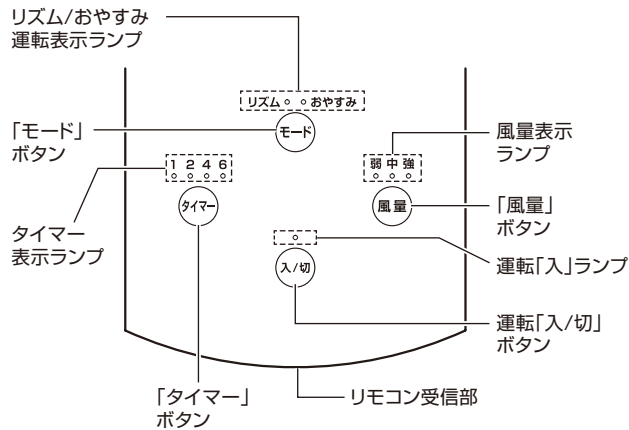 リズム/おやすみ
運転表示ランプ
リズム おやすみ
モード
「モード」
ボタン
風量表示
ランプ
1 2 4 6
弱 中 強
タイマー
風量
「風量」
ボタン
タイマー
表示ランプ
入/切
運転「入」ランプ
運転「入/切」
ボタン
「タイマー」
ボタン
リモコン受信部